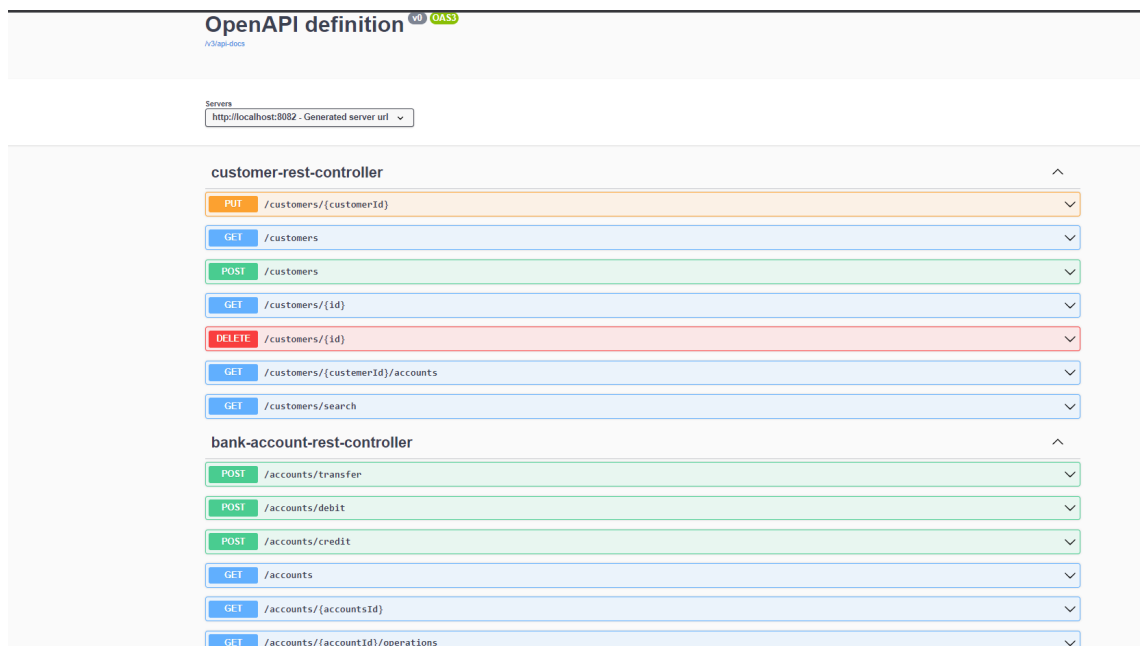 OpenAPI definition v0 OAS3
/v3/api-docs
Servers
http://localhost:8082 - Generated server url
customer-rest-controller
PUT /customers/{customerId}
GET /customers
POST /customers
GET /customers/{id}
DELETE /customers/{id}
GET /customers/{custemerId}/accounts
GET /customers/search
bank-account-rest-controller
POST /accounts/transfer
POST /accounts/debit
POST /accounts/credit
GET /accounts
GET /accounts/{accountsId}
GET /accounts/{accountId}/operations